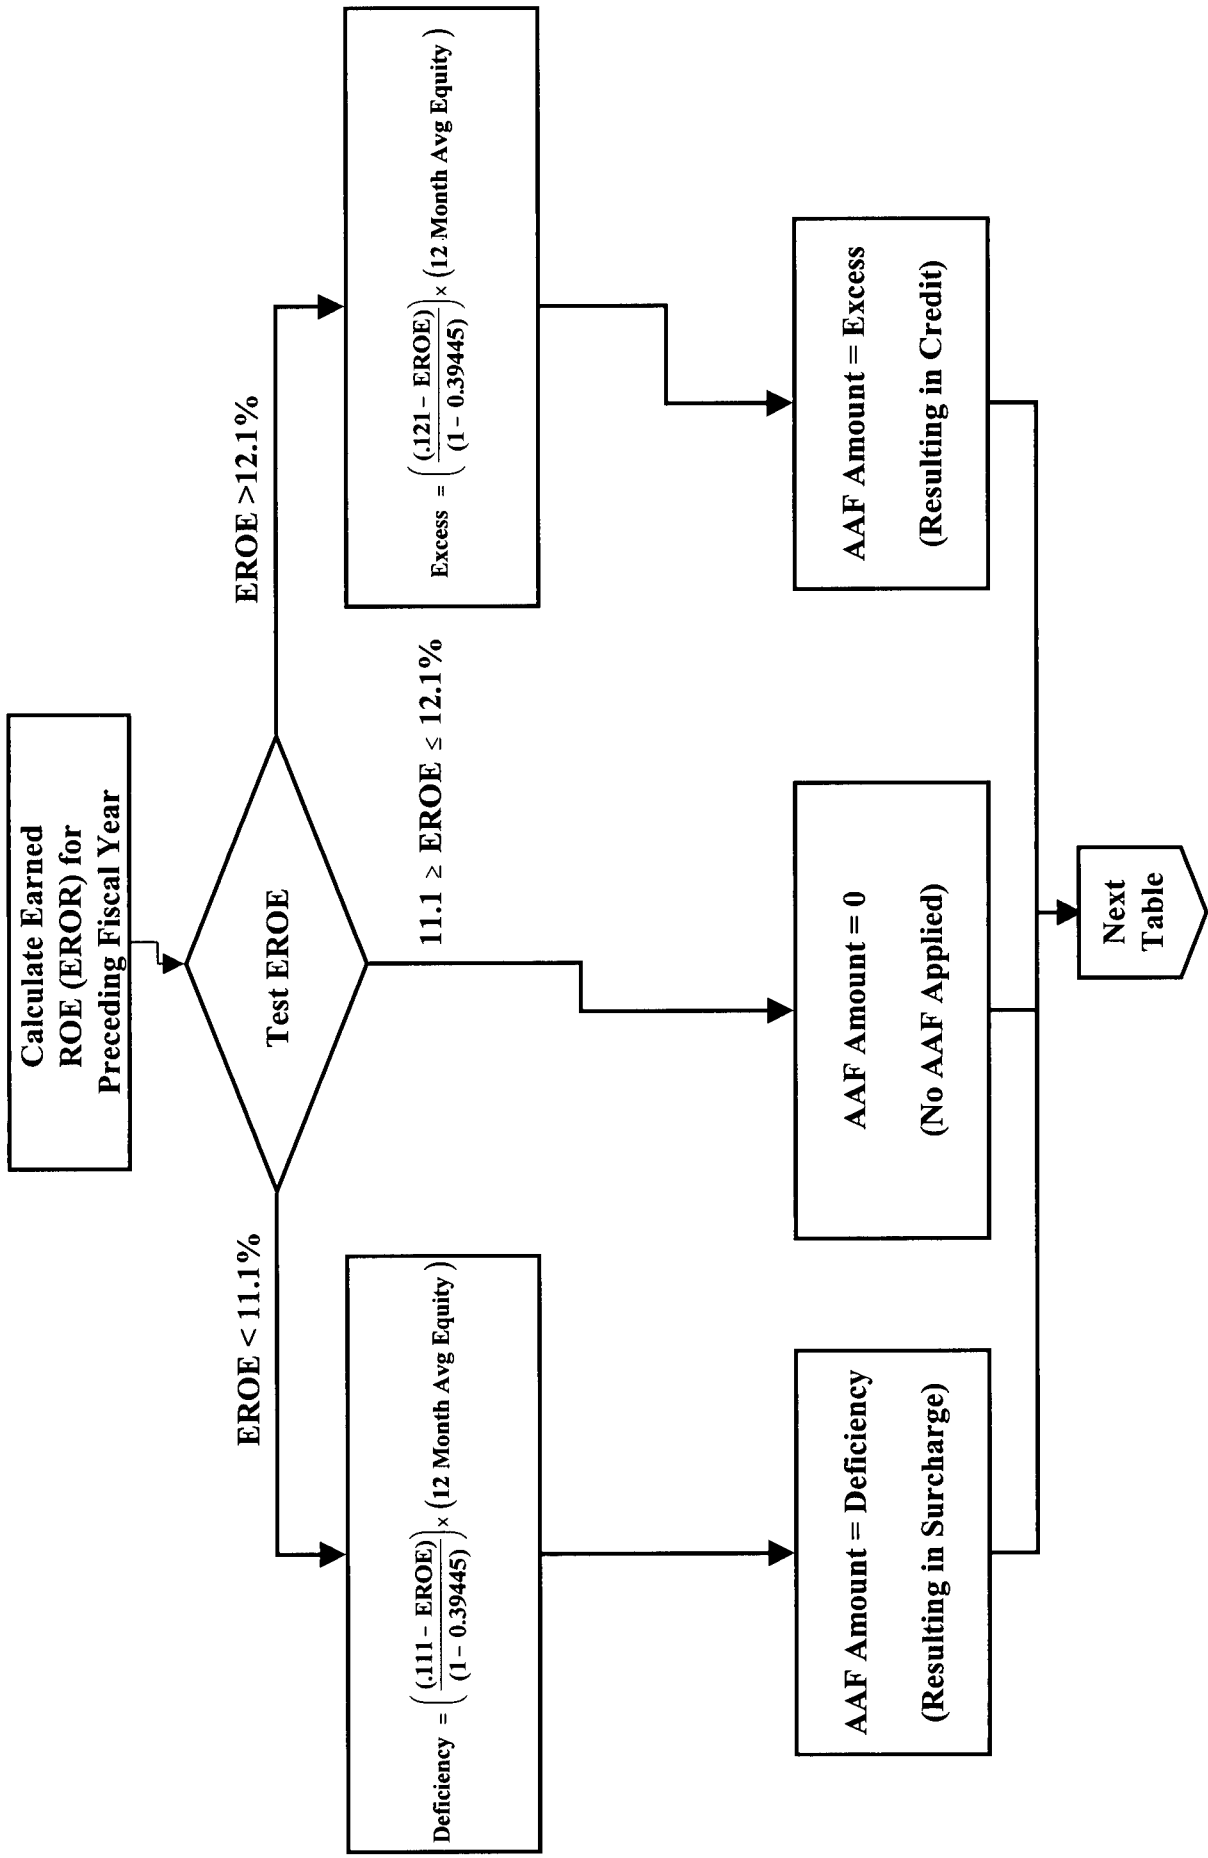 Calculate Earned
ROE (EROR) for
Preceding Fiscal Year
Test EROE
EROE < 11.1%
11.1 ≥ EROE ≤ 12.1%
EROE >12.1%
Deficiency = ((.111 – EROE) / (1 – 0.39445)) × (12 Month Avg Equity)
Excess = ((.121 – EROE) / (1 – 0.39445)) × (12 Month Avg Equity)
AAF Amount = Deficiency
(Resulting in Surcharge)
AAF Amount = 0
(No AAF Applied)
AAF Amount = Excess
(Resulting in Credit)
Next
Table